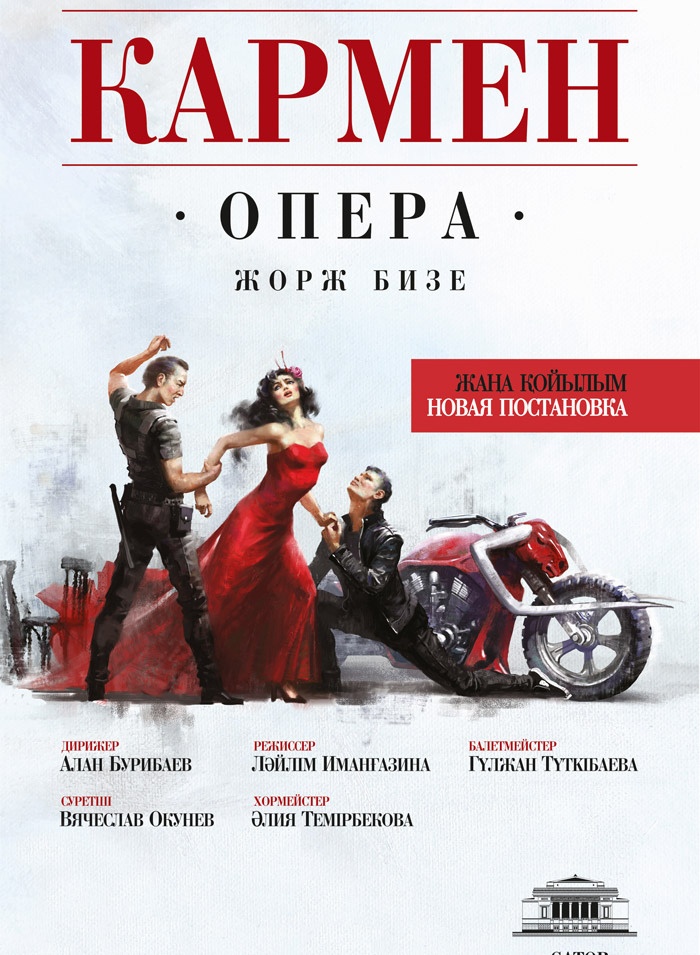 КАРМЕН
· ОПЕРА ·
ЖОРЖ БИЗЕ
ЖАҢА ҚОЙЫЛЫМ
НОВАЯ ПОСТАНОВКА
ДИРИЖЕР
АЛАН БУРИБАЕВ
РЕЖИССЕР
ЛӘЙЛІМ ИМАНҒАЗИНА
БАЛЕТМЕЙСТЕР
ГҮЛЖАН ТҮТКІБАЕВА
СУРЕТШІ
ВЯЧЕСЛАВ ОКУНЕВ
ХОРМЕЙСТЕР
ӘЛИЯ ТЕМІРБЕКОВА